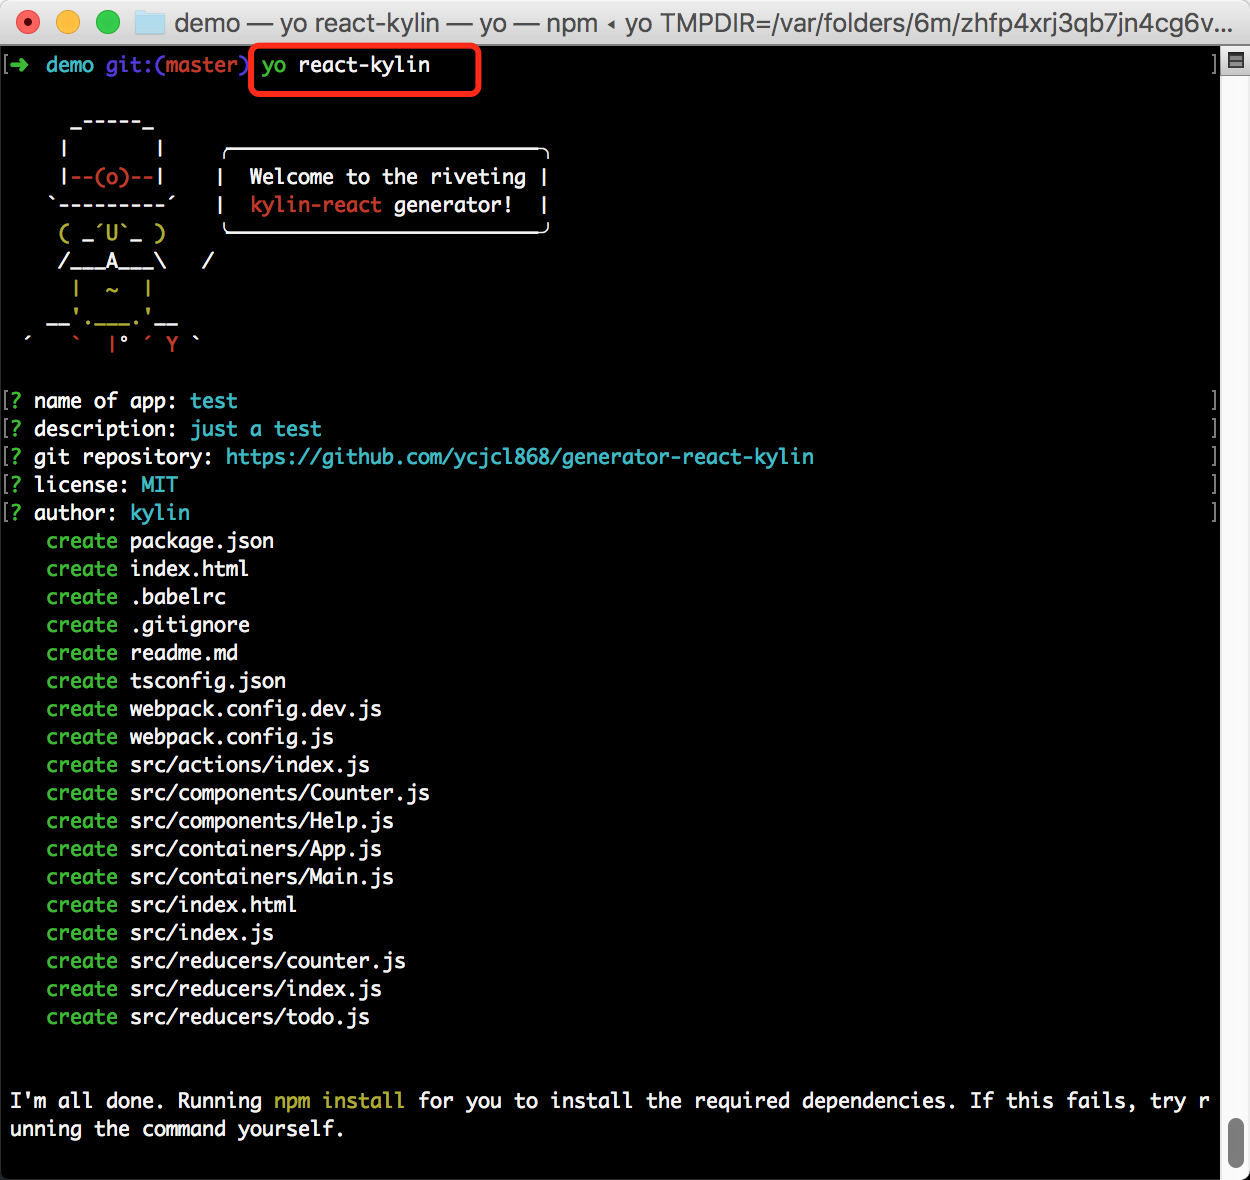 demo — yo react-kylin — yo — npm ◂ yo TMPDIR=/var/folders/6m/zhfp4xrj3qb7jn4cg6v...
[➜  demo git:(master) yo react-kylin ]
     _-----_
    |       |    ╭──────────────────────────╮
    |--(o)--|    |  Welcome to the riveting |
   `---------´   |  kylin-react generator!  |
    ( _´U`_ )    ╰──────────────────────────╯
    /___A___\   /
     |  ~  |
   __'.___.'__
 ´   `  |° ´ Y `
[? name of app: test ]
[? description: just a test ]
[? git repository: https://github.com/ycjcl868/generator-react-kylin ]
[? license: MIT ]
[? author: kylin ]
   create package.json
   create index.html
   create .babelrc
   create .gitignore
   create readme.md
   create tsconfig.json
   create webpack.config.dev.js
   create webpack.config.js
   create src/actions/index.js
   create src/components/Counter.js
   create src/components/Help.js
   create src/containers/App.js
   create src/containers/Main.js
   create src/index.html
   create src/index.js
   create src/reducers/counter.js
   create src/reducers/index.js
   create src/reducers/todo.js
I'm all done. Running npm install for you to install the required dependencies. If this fails, try r
unning the command yourself.